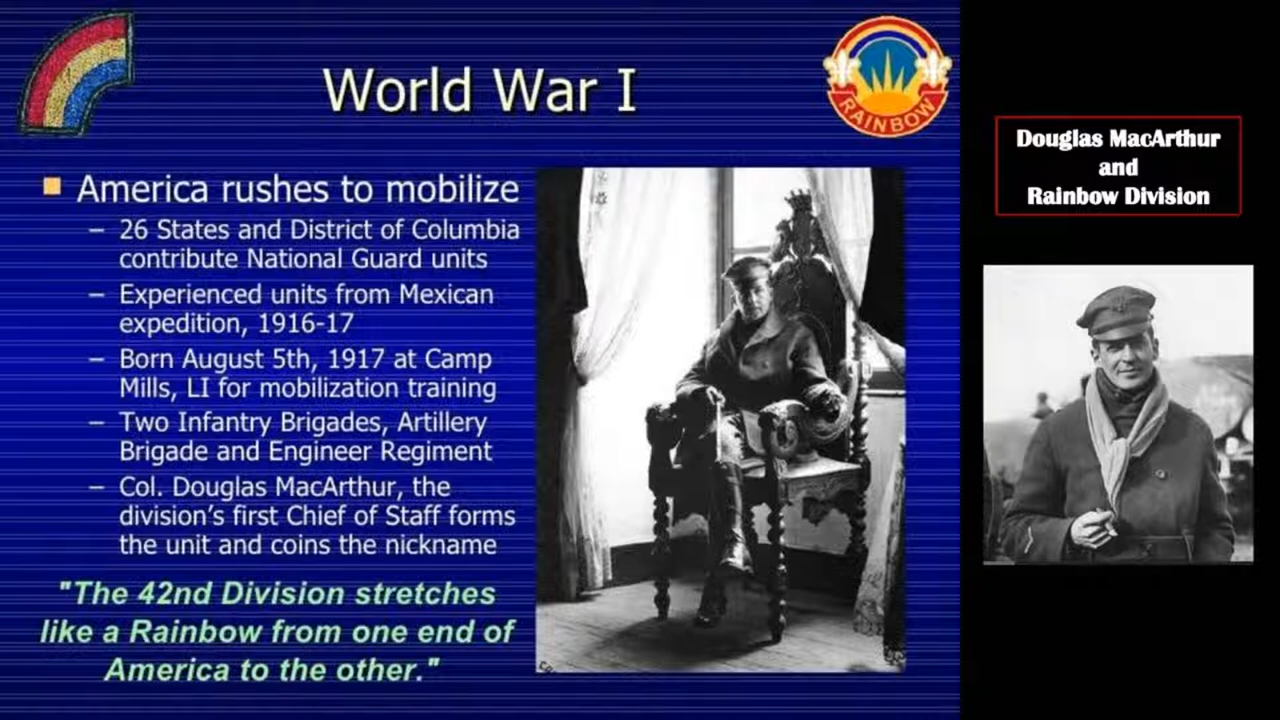 World War I
RAINBOW
America rushes to mobilize
– 26 States and District of Columbia
contribute National Guard units
– Experienced units from Mexican
expedition, 1916-17
– Born August 5th, 1917 at Camp
Mills, LI for mobilization training
– Two Infantry Brigades, Artillery
Brigade and Engineer Regiment
– Col. Douglas MacArthur, the
division's first Chief of Staff forms
the unit and coins the nickname
"The 42nd Division stretches
like a Rainbow from one end of
America to the other."
Douglas MacArthur
and
Rainbow Division